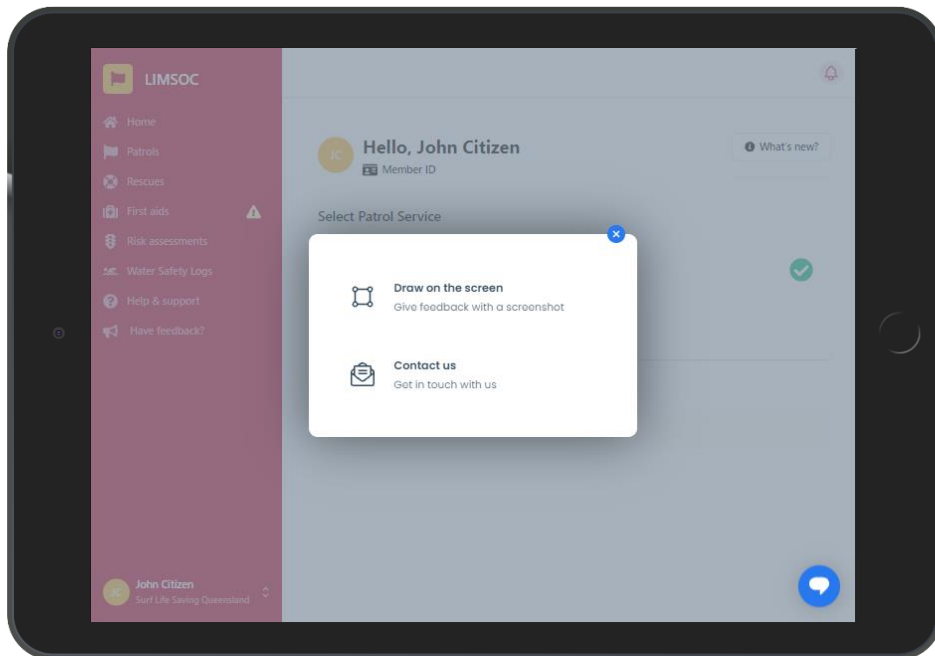 LIMSOC
Home
Patrols
Rescues
First aids
Risk assessments
Water Safety Logs
Help & support
Have feedback?
JC
Hello, John Citizen
Member ID
What's new?
Select Patrol Service
Draw on the screen
Give feedback with a screenshot
Contact us
Get in touch with us
JC
John Citizen
Surf Life Saving Queensland